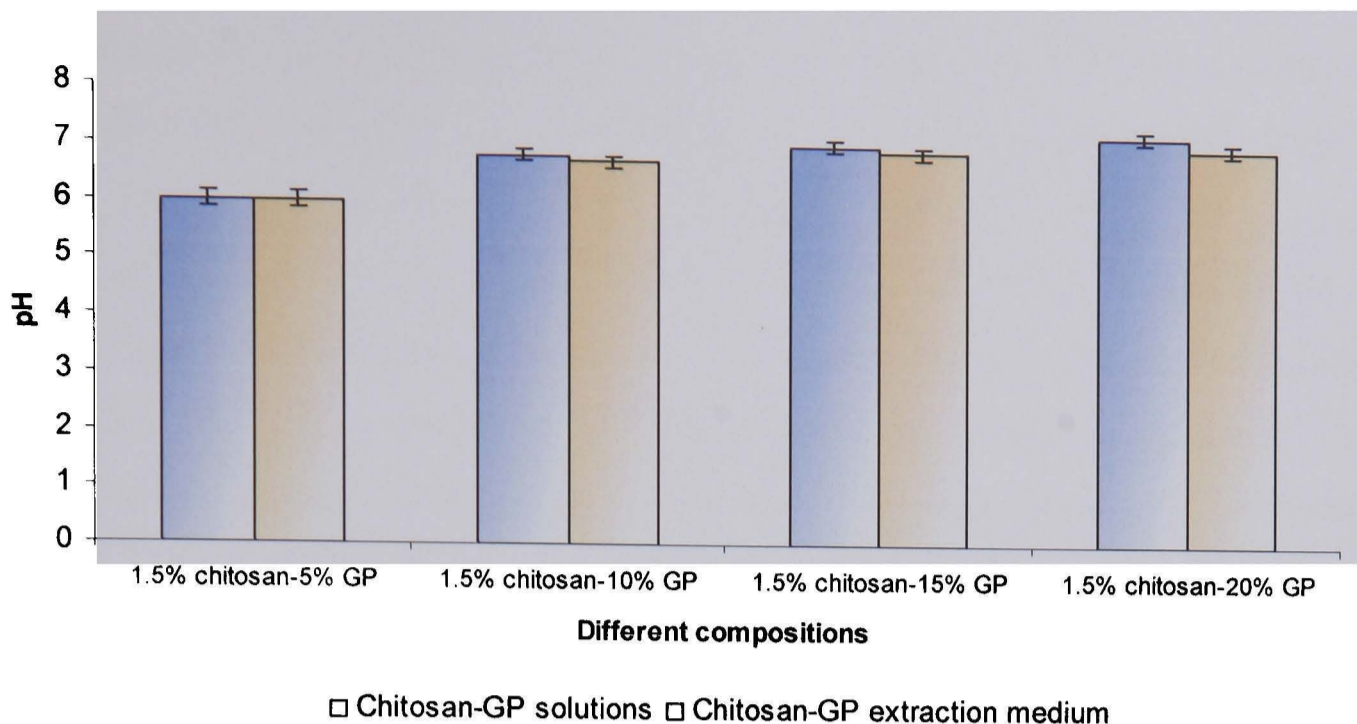 8
7
6
5
4
3
2
1
0
pH
1.5% chitosan-5% GP
1.5% chitosan-10% GP
1.5% chitosan-15% GP
1.5% chitosan-20% GP
Different compositions
Chitosan-GP solutions
Chitosan-GP extraction medium